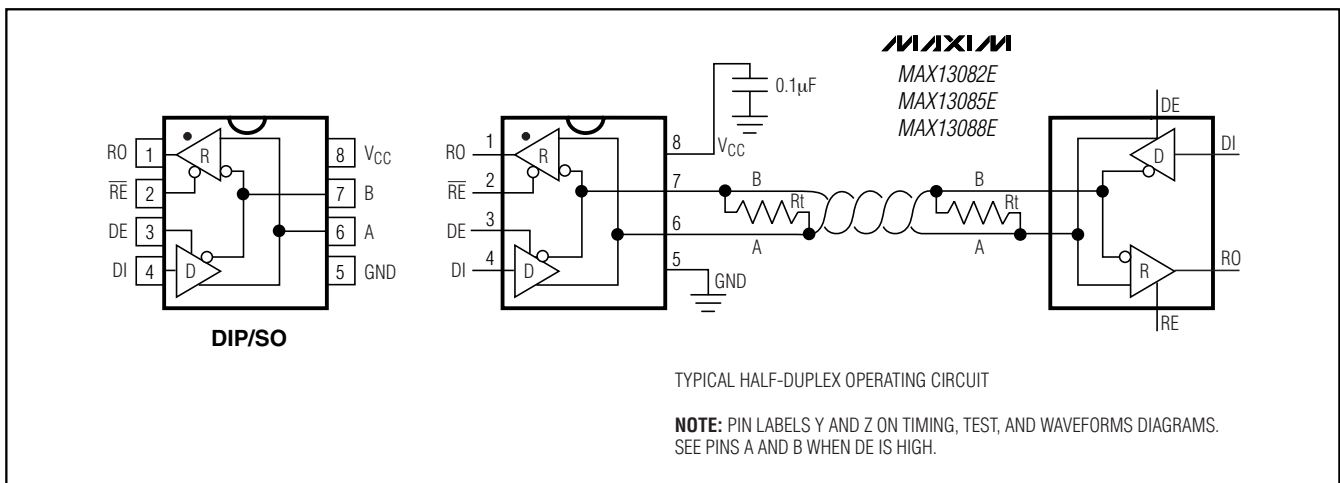 RO 1
RE 2
DE 3
DI 4
8 VCC
7 B
6 A
5 GND
R
D
DIP/SO
RO 1
RE 2
DE 3
DI 4
R
D
0.1μF
8 VCC
7
6
5
GND
B
Rt
A
B
Rt
A
MAXIM
MAX13082E
MAX13085E
MAX13088E
DE
DI
D
R
RO
RE
TYPICAL HALF-DUPLEX OPERATING CIRCUIT
NOTE: PIN LABELS Y AND Z ON TIMING, TEST, AND WAVEFORMS DIAGRAMS.
SEE PINS A AND B WHEN DE IS HIGH.